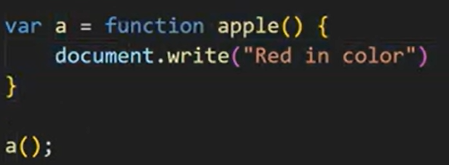 var a = function apple() {
    document.write("Red in color")
}
a();